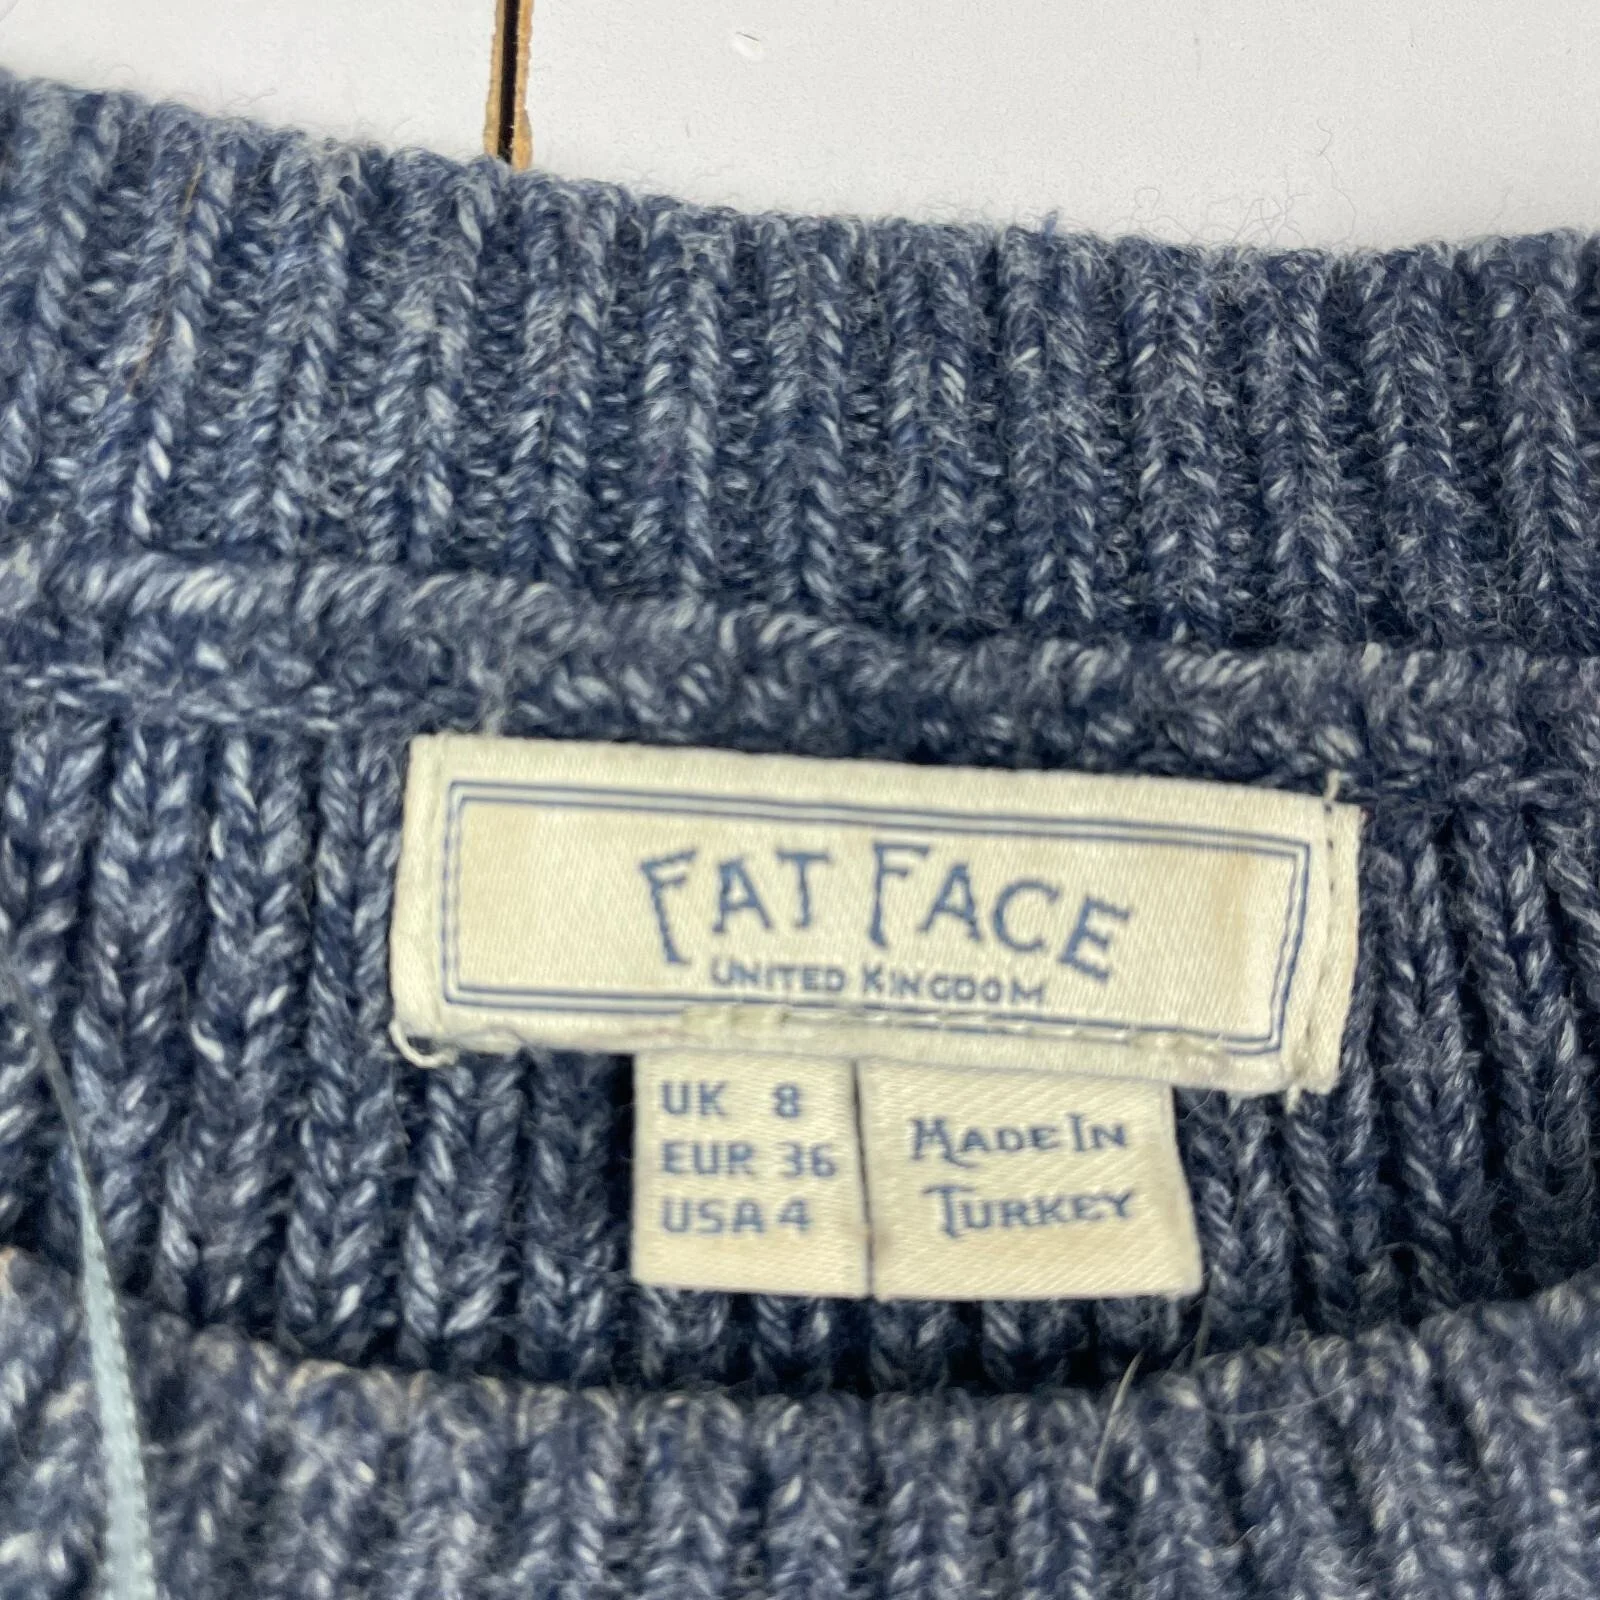 FAT FACE
UNITED KINGDOM
UK 8
EUR 36
USA 4
MADE IN
TURKEY